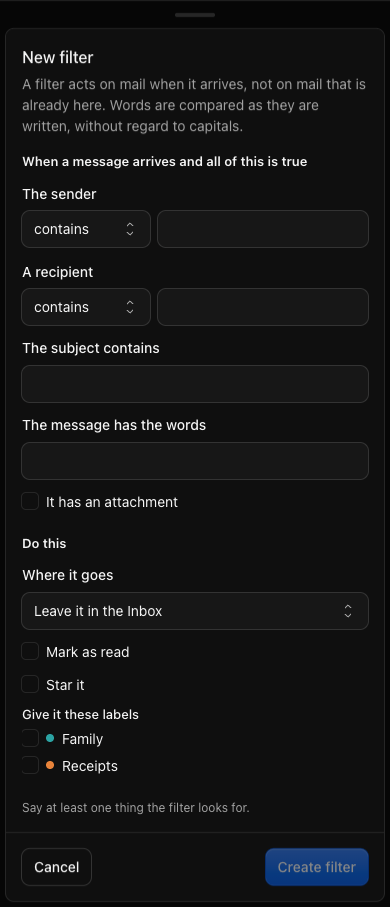 New filter
A filter acts on mail when it arrives, not on mail that is
already here. Words are compared as they are
written, without regard to capitals.
When a message arrives and all of this is true
The sender
contains
A recipient
contains
The subject contains
The message has the words
It has an attachment
Do this
Where it goes
Leave it in the Inbox
Mark as read
Star it
Give it these labels
Family
Receipts
Say at least one thing the filter looks for.
Cancel
Create filter